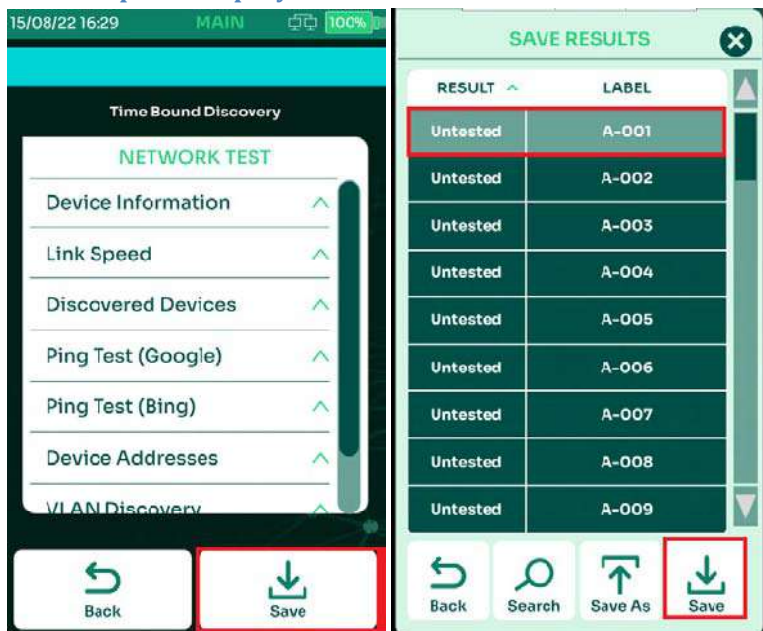 15/08/22 16:29 MAIN 100%
Time Bound Discovery
NETWORK TEST
Device Information
Link Speed
Discovered Devices
Ping Test (Google)
Ping Test (Bing)
Device Addresses
VLAN Discovery
Back Save
SAVE RESULTS
RESULT LABEL
Untested A-001
Untested A-002
Untested A-003
Untested A-004
Untested A-005
Untested A-006
Untested A-007
Untested A-008
Untested A-009
Back Search Save As Save